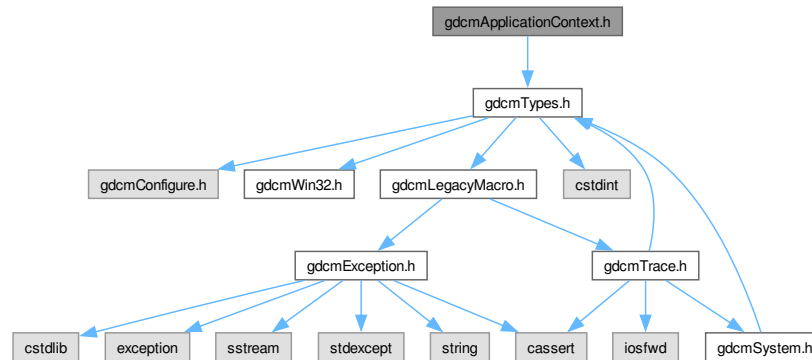 gdcmApplicationContext.h
gdcmTypes.h
gdcmConfigure.h
gdcmWin32.h
gdcmLegacyMacro.h
cstdint
gdcmException.h
gdcmTrace.h
cstdlib
exception
sstream
stdexcept
string
cassert
iosfwd
gdcmSystem.h